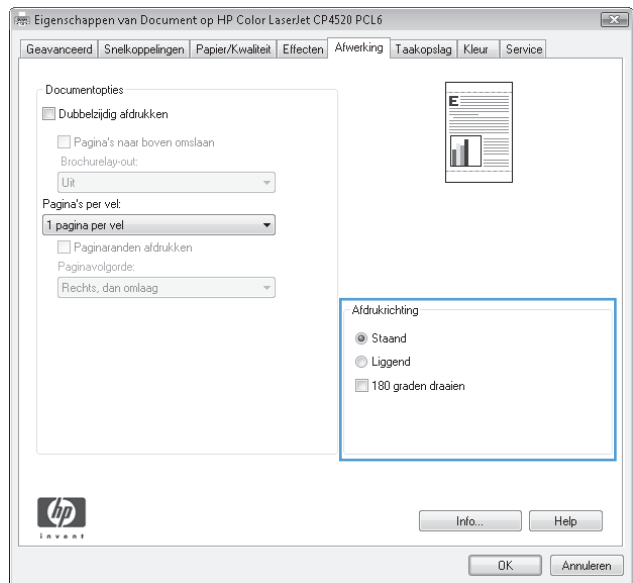 Eigenschappen van Document op HP Color LaserJet CP4520 PCL6
Geavanceerd Snelkoppelingen Papier/Kwaliteit Effecten Afwerking Taakopslag Kleur Service
Documentopties
Dubbelzijdig afdrukken
Pagina's naar boven omslaan
Brochurelay-out:
Uit
Pagina's per vel:
1 pagina per vel
Paginaranden afdrukken
Paginavolgorde:
Rechts, dan omlaag
E
Afdrukrichting
Staand
Liggend
180 graden draaien
hp
invent
Info...
Help
OK
Annuleren